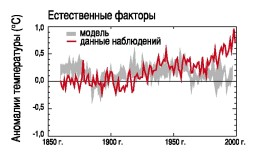 Естественные факторы
Аномалии температуры (°C)
1,0
модель
данные наблюдений
0,5
0,0
-0,5
-1,0
1850 г.
1900 г.
1950 г.
2000 г.